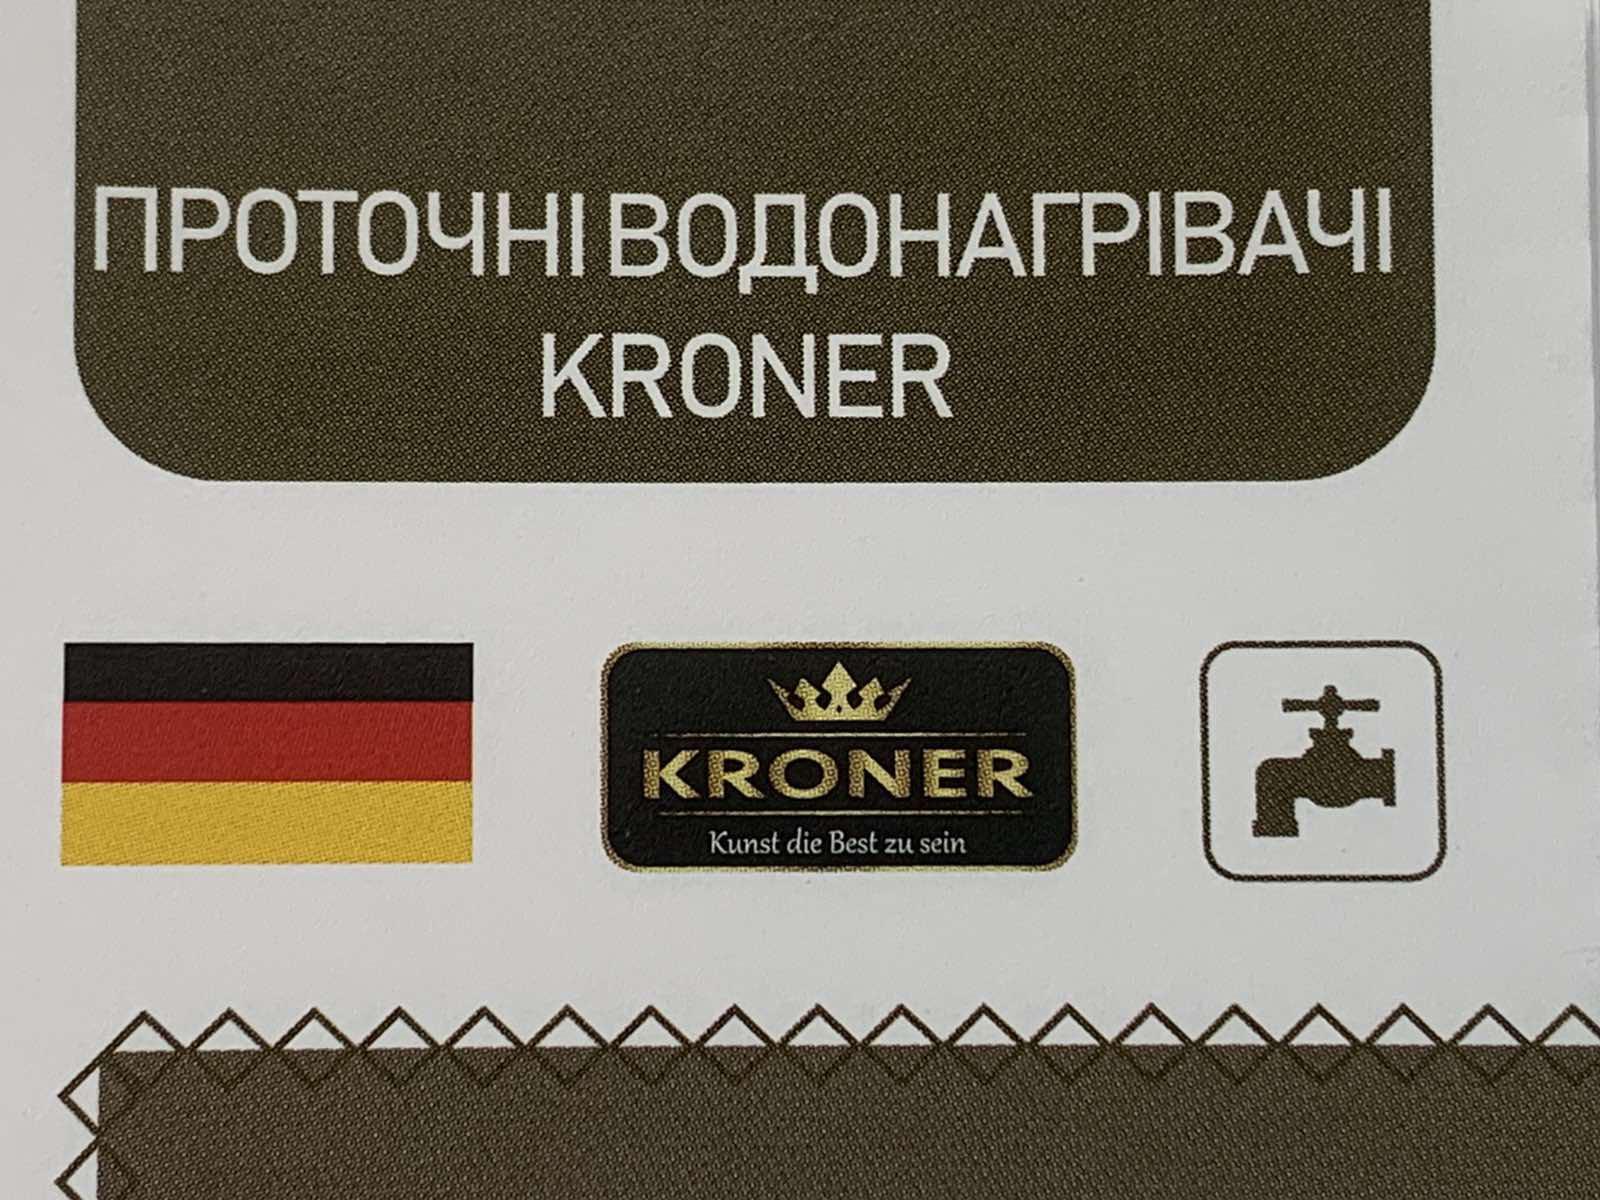 ПРОТОЧНІ ВОДОНАГРІВАЧІ
KRONER
KRONER
Kunst die Best zu sein